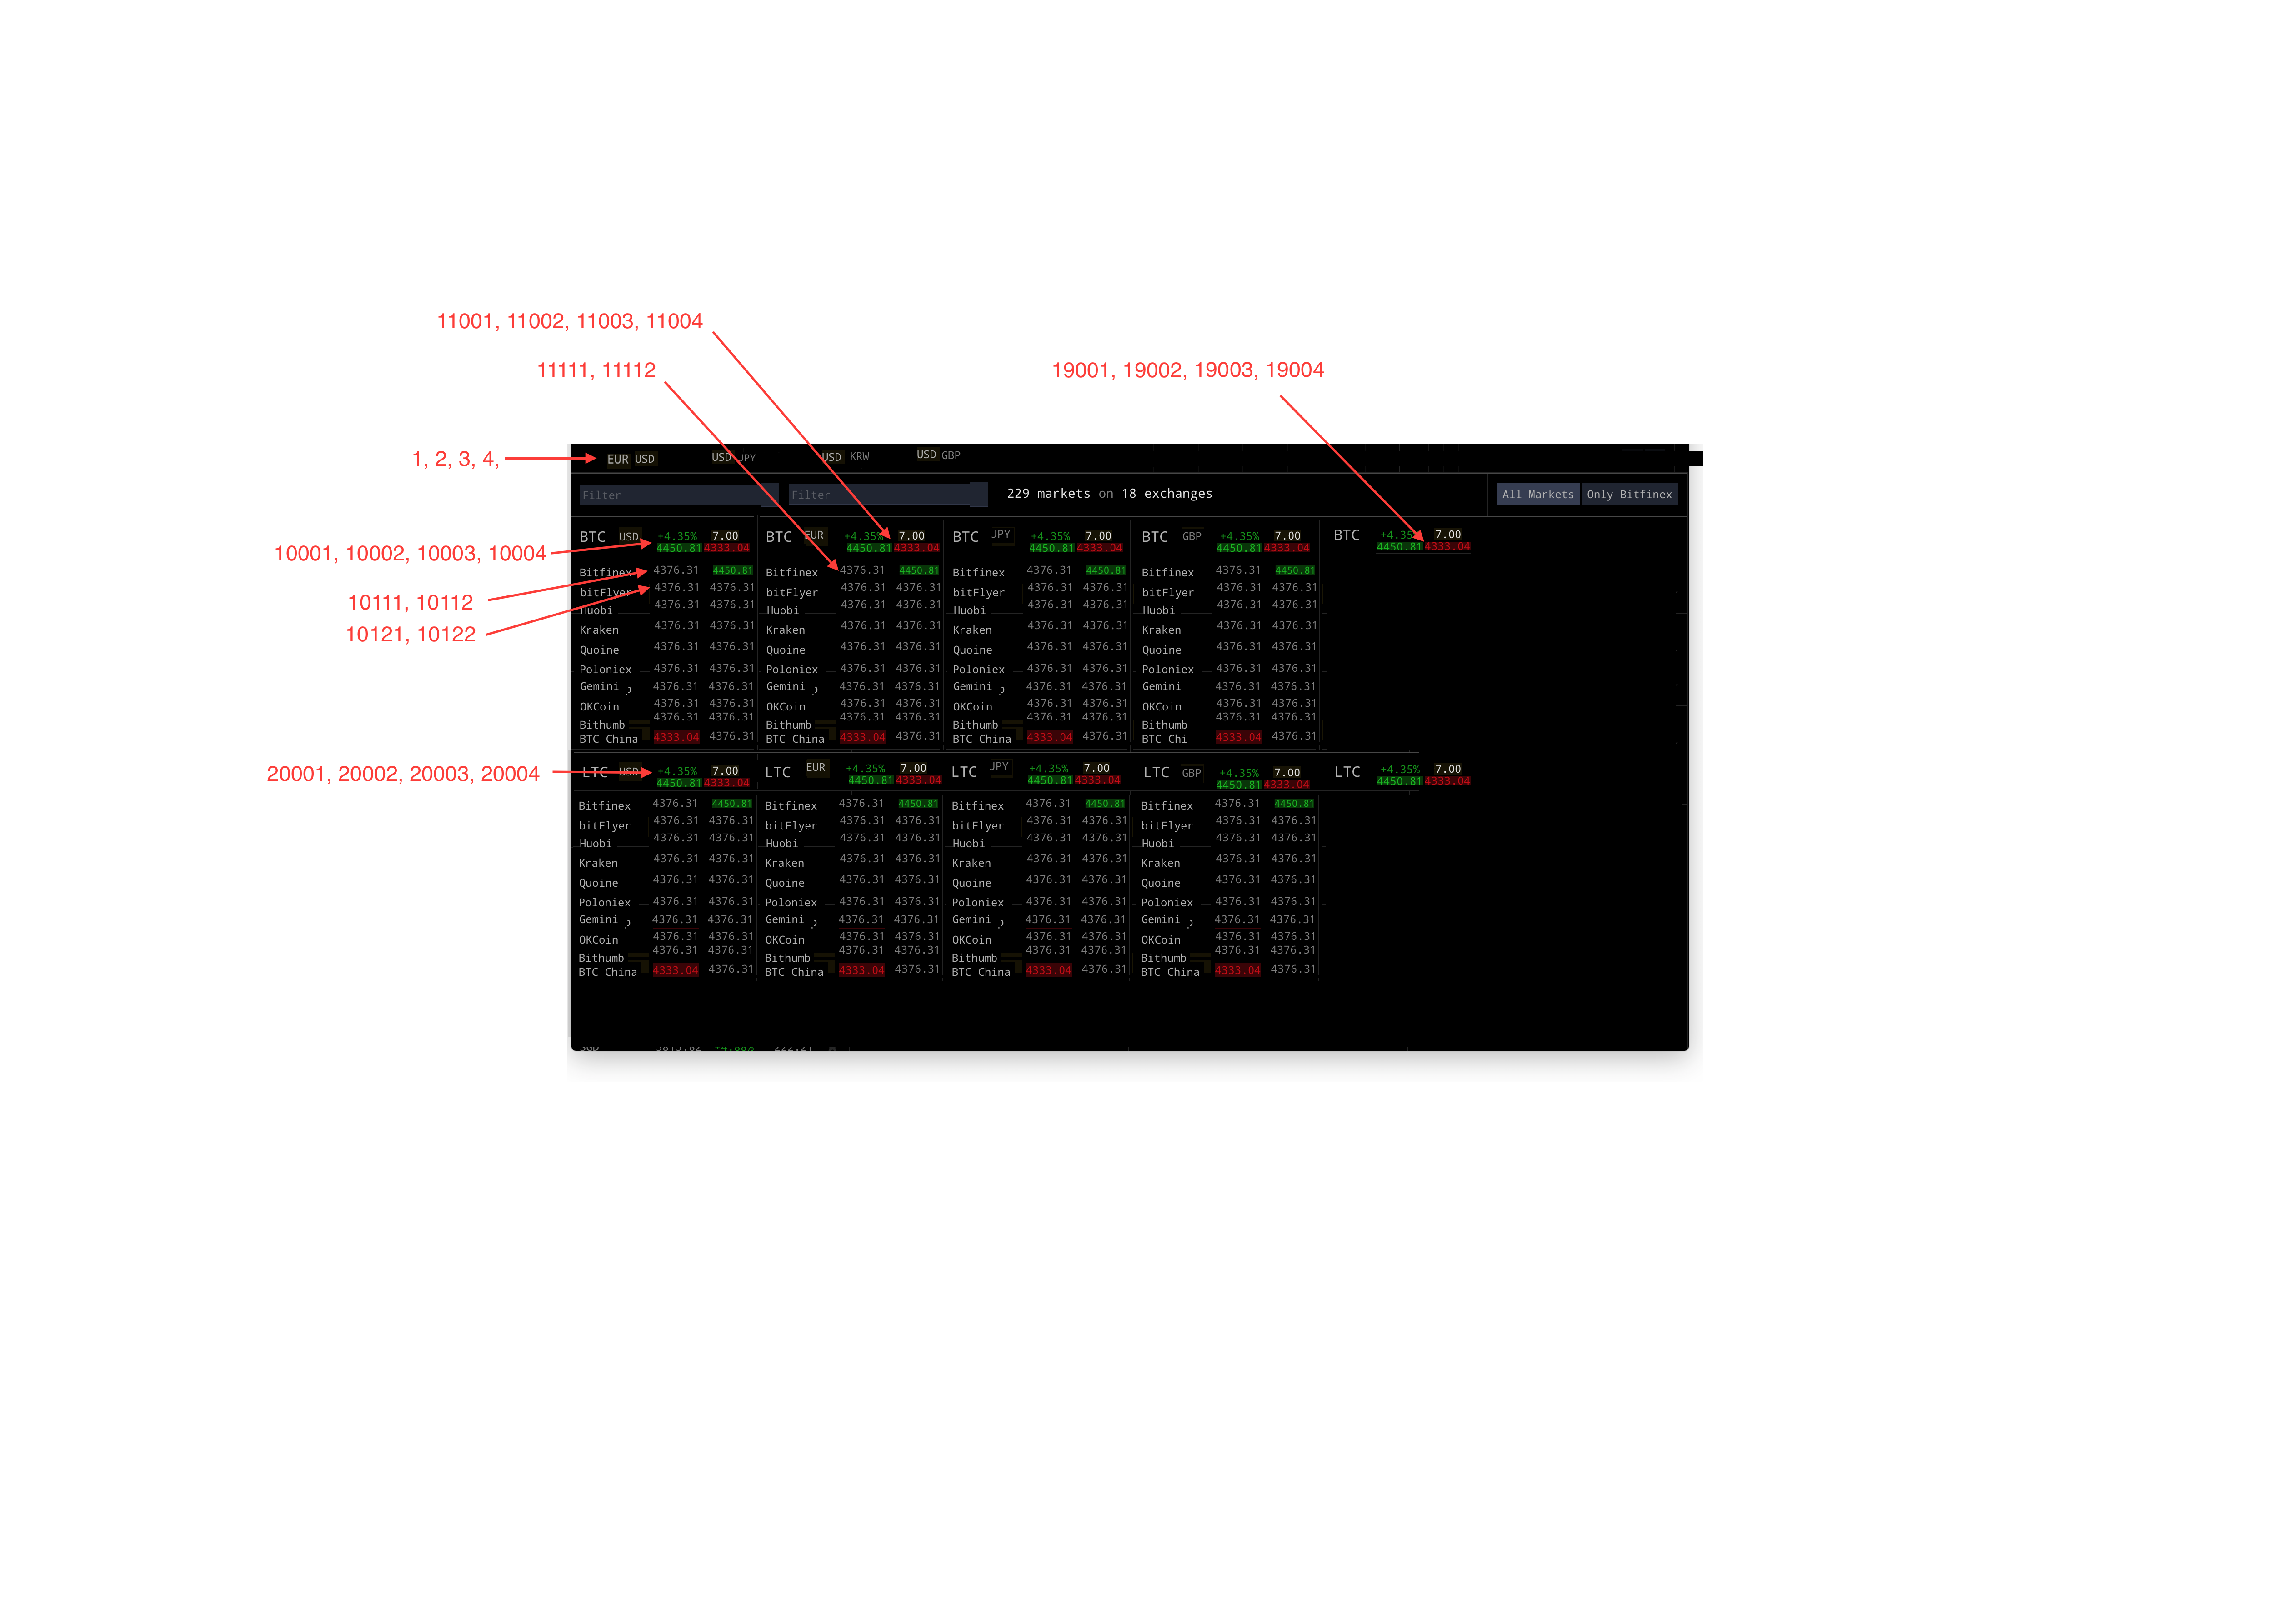 11001, 11002, 11003, 11004
11111, 11112
19001, 19002, 19003, 19004
1, 2, 3, 4,
EUR USD USD JPY USD KRW USD GBP
Filter Filter 229 markets on 18 exchanges All Markets Only Bitfinex
10001, 10002, 10003, 10004
BTC USD +4.35% 7.00 BTC EUR +4.35% 7.00 BTC JPY +4.35% 7.00 BTC GBP +4.35% 7.00 BTC +4.35 7.00
4450.81 4333.04 4450.81 4333.04 4450.81 4333.04 4450.81 4333.04 4450.81 4333.04
10111, 10112
Bitfinex 4376.31 4450.81 Bitfinex 4376.31 4450.81 Bitfinex 4376.31 4450.81 Bitfinex 4376.31 4450.81
10121, 10122
bitFlyer 4376.31 4376.31 bitFlyer 4376.31 4376.31 bitFlyer 4376.31 4376.31 bitFlyer 4376.31 4376.31
Huobi 4376.31 4376.31 Huobi 4376.31 4376.31 Huobi 4376.31 4376.31 Huobi 4376.31 4376.31
Kraken 4376.31 4376.31 Kraken 4376.31 4376.31 Kraken 4376.31 4376.31 Kraken 4376.31 4376.31
Quoine 4376.31 4376.31 Quoine 4376.31 4376.31 Quoine 4376.31 4376.31 Quoine 4376.31 4376.31
Poloniex 4376.31 4376.31 Poloniex 4376.31 4376.31 Poloniex 4376.31 4376.31 Poloniex 4376.31 4376.31
Gemini 4376.31 4376.31 Gemini 4376.31 4376.31 Gemini 4376.31 4376.31 Gemini 4376.31 4376.31
OKCoin 4376.31 4376.31 OKCoin 4376.31 4376.31 OKCoin 4376.31 4376.31 OKCoin 4376.31 4376.31
Bithumb 4376.31 4376.31 Bithumb 4376.31 4376.31 Bithumb 4376.31 4376.31 Bithumb 4376.31 4376.31
BTC China 4333.04 4376.31 BTC China 4333.04 4376.31 BTC China 4333.04 4376.31 BTC Chi 4333.04 4376.31
20001, 20002, 20003, 20004
LTC USD +4.35% 7.00 LTC EUR +4.35% 7.00 LTC JPY +4.35% 7.00 LTC GBP +4.35% 7.00 LTC +4.35% 7.00
4450.81 4333.04 4450.81 4333.04 4450.81 4333.04 4450.81 4333.04 4450.81 4333.04
Bitfinex 4376.31 4450.81 Bitfinex 4376.31 4450.81 Bitfinex 4376.31 4450.81 Bitfinex 4376.31 4450.81
bitFlyer 4376.31 4376.31 bitFlyer 4376.31 4376.31 bitFlyer 4376.31 4376.31 bitFlyer 4376.31 4376.31
Huobi 4376.31 4376.31 Huobi 4376.31 4376.31 Huobi 4376.31 4376.31 Huobi 4376.31 4376.31
Kraken 4376.31 4376.31 Kraken 4376.31 4376.31 Kraken 4376.31 4376.31 Kraken 4376.31 4376.31
Quoine 4376.31 4376.31 Quoine 4376.31 4376.31 Quoine 4376.31 4376.31 Quoine 4376.31 4376.31
Poloniex 4376.31 4376.31 Poloniex 4376.31 4376.31 Poloniex 4376.31 4376.31 Poloniex 4376.31 4376.31
Gemini 4376.31 4376.31 Gemini 4376.31 4376.31 Gemini 4376.31 4376.31 Gemini 4376.31 4376.31
OKCoin 4376.31 4376.31 OKCoin 4376.31 4376.31 OKCoin 4376.31 4376.31 OKCoin 4376.31 4376.31
Bithumb 4376.31 4376.31 Bithumb 4376.31 4376.31 Bithumb 4376.31 4376.31 Bithumb 4376.31 4376.31
BTC China 4333.04 4376.31 BTC China 4333.04 4376.31 BTC China 4333.04 4376.31 BTC China 4333.04 4376.31